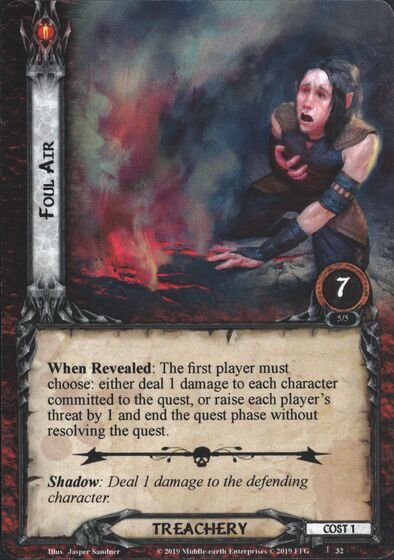 FOUL AIR
7
5/5
When Revealed: The first player must
choose: either deal 1 damage to each character
committed to the quest, or raise each player's
threat by 1 and end the quest phase without
resolving the quest.
Shadow: Deal 1 damage to the defending
character.
TREACHERY
COST 1
Illus. Jasper Sandner
© 2019 Middle-earth Enterprises © 2019 FFG
32